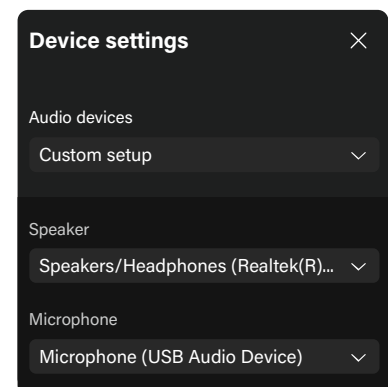 Device settings
Audio devices
Custom setup
Speaker
Speakers/Headphones (Realtek(R)...
Microphone
Microphone (USB Audio Device)